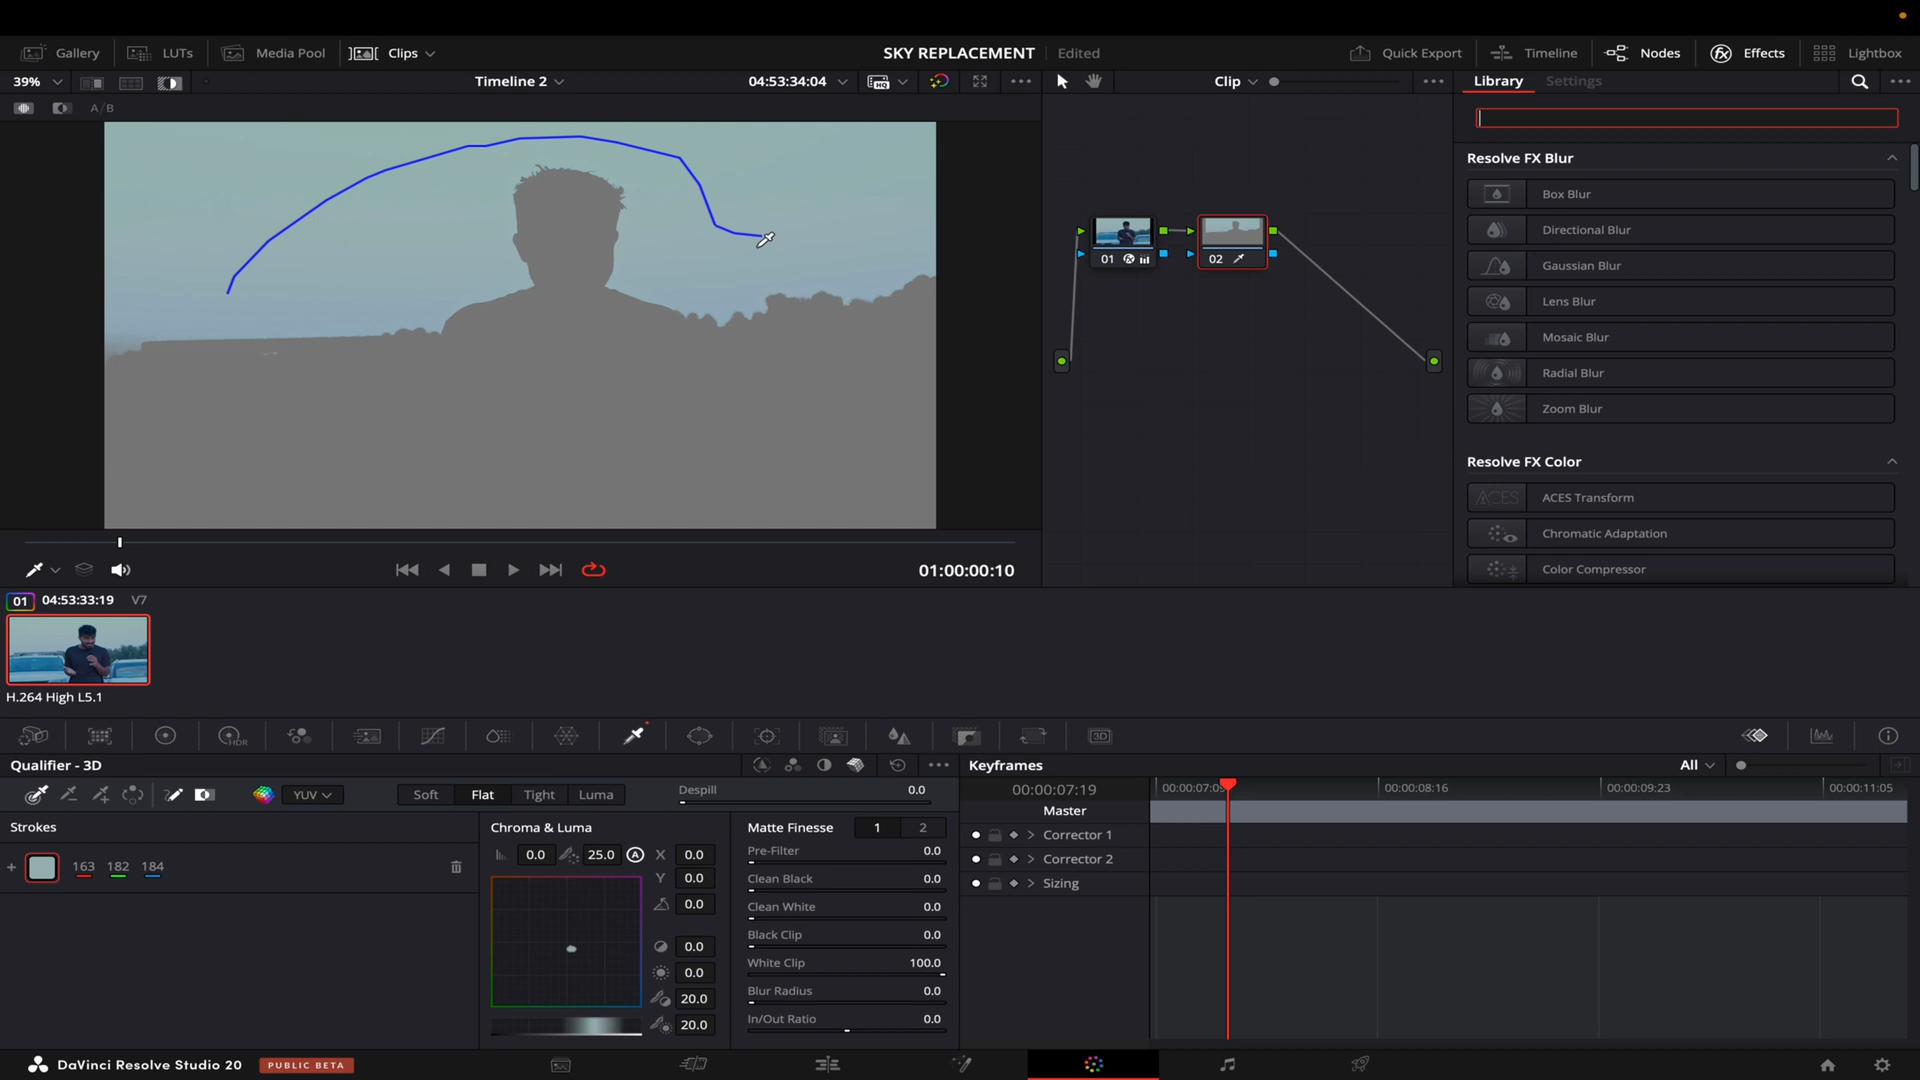 Gallery LUTs Media Pool Clips SKY REPLACEMENT Edited Quick Export Timeline Nodes Effects Lightbox
39% Timeline 2 04:53:34:04 HQ Clip Library Settings
A/B
Resolve FX Blur
Box Blur
Directional Blur
Gaussian Blur
Lens Blur
Mosaic Blur
Radial Blur
Zoom Blur
Resolve FX Color
ACES ACES Transform
Chromatic Adaptation
Color Compressor
01 02
01:00:00:10
01 04:53:33:19 V7
H.264 High L5.1
HDR 3D
Qualifier - 3D
YUV Soft Flat Tight Luma Despill 0.0
Strokes
163 182 184
Chroma & Luma
0.0 25.0 A X 0.0
Y 0.0
0.0
0.0
0.0
20.0
20.0
Matte Finesse 1 2
Pre-Filter 0.0
Clean Black 0.0
Clean White 0.0
Black Clip 0.0
White Clip 100.0
Blur Radius 0.0
In/Out Ratio 0.0
Keyframes All
00:00:07:19 00:00:08:16 00:00:09:23 00:00:11:05
Master
Corrector 1
Corrector 2
Sizing
DaVinci Resolve Studio 20 PUBLIC BETA